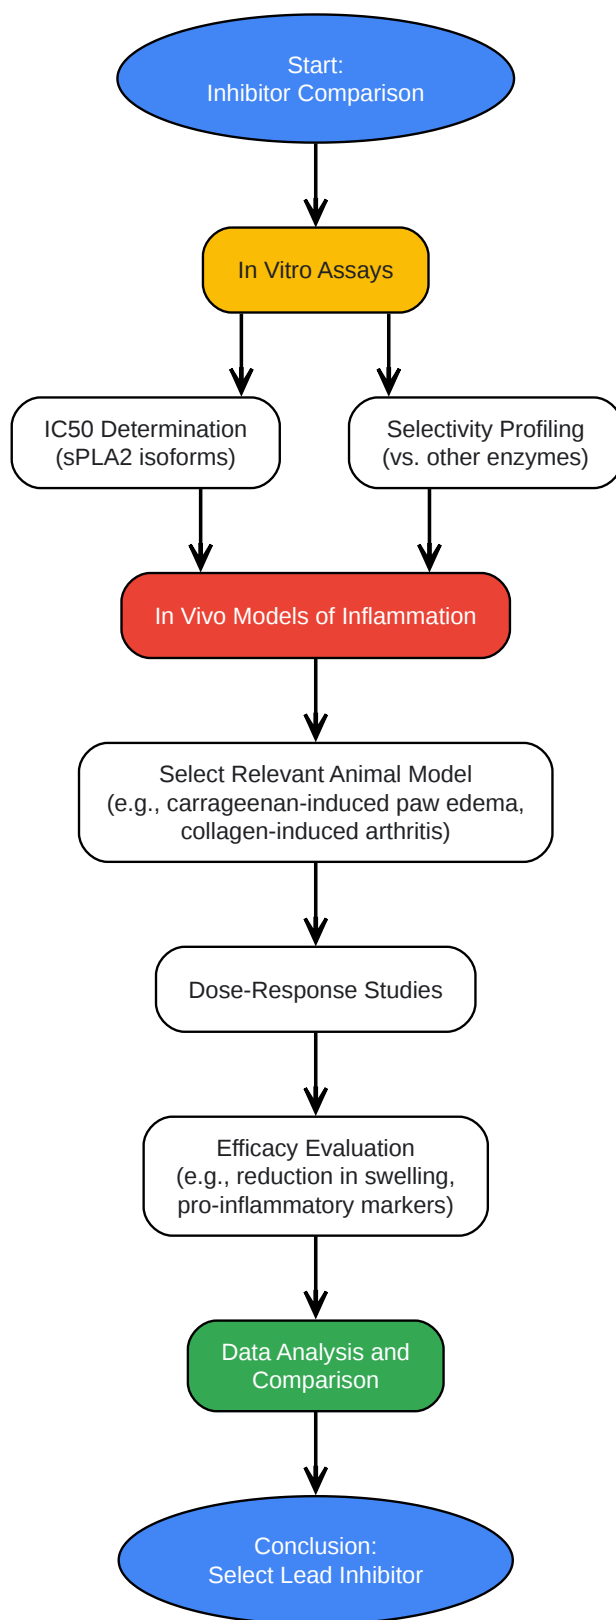 Start:
Inhibitor Comparison
In Vitro Assays
IC50 Determination
(sPLA2 isoforms)
Selectivity Profiling
(vs. other enzymes)
In Vivo Models of Inflammation
Select Relevant Animal Model
(e.g., carrageenan-induced paw edema,
collagen-induced arthritis)
Dose-Response Studies
Efficacy Evaluation
(e.g., reduction in swelling,
pro-inflammatory markers)
Data Analysis and
Comparison
Conclusion:
Select Lead Inhibitor